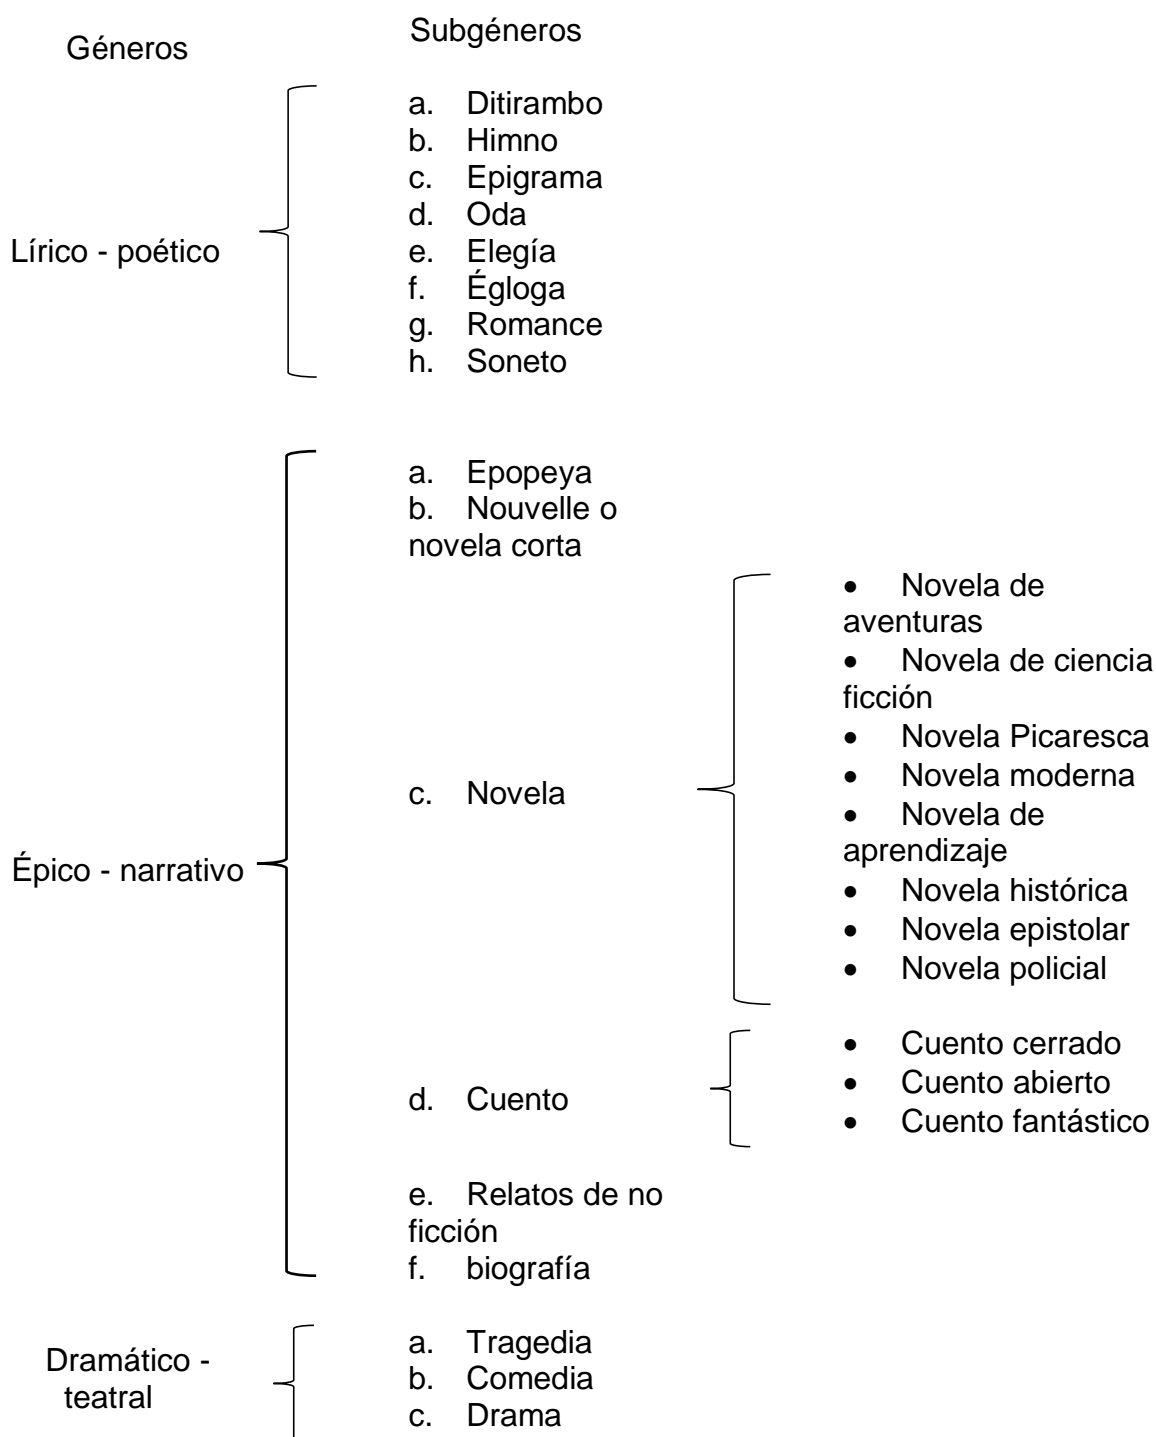 Géneros
Subgéneros
Lírico - poético
a. Ditirambo
b. Himno
c. Epigrama
d. Oda
e. Elegía
f. Égloga
g. Romance
h. Soneto
Épico - narrativo
a. Epopeya
b. Nouvelle o
novela corta
c. Novela
• Novela de
aventuras
• Novela de ciencia
ficción
• Novela Picaresca
• Novela moderna
• Novela de
aprendizaje
• Novela histórica
• Novela epistolar
• Novela policial
d. Cuento
• Cuento cerrado
• Cuento abierto
• Cuento fantástico
e. Relatos de no
ficción
f. biografía
Dramático -
teatral
a. Tragedia
b. Comedia
c. Drama